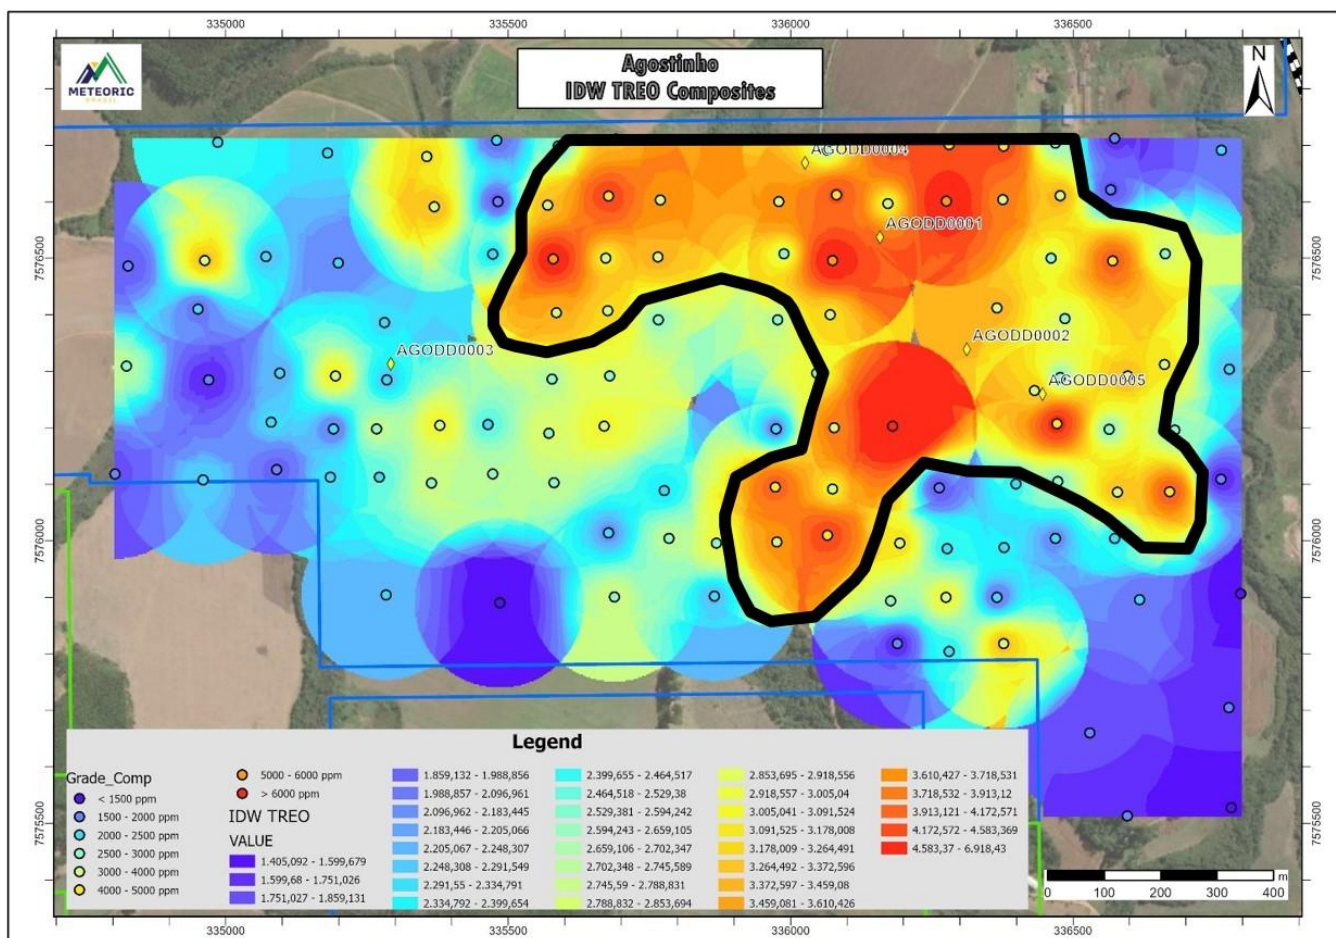 335000
335500
336000
336500
METEORIC
BRASIL
Agostinho
IDW TREO Composites
N
AGODD0004
AGODD0001
7576500
7576500
AGODD0003
AGODD0002
AGODD0005
7576000
7576000
Legend
Grade_Comp
< 1500 ppm
1500 - 2000 ppm
2000 - 2500 ppm
2500 - 3000 ppm
3000 - 4000 ppm
4000 - 5000 ppm
5000 - 6000 ppm
> 6000 ppm
IDW TREO
VALUE
1.405,092 - 1.599,679
1.599,68 - 1.751,026
1.751,027 - 1.859,131
1.859,132 - 1.988,856
1.988,857 - 2.096,961
2.096,962 - 2.183,445
2.183,446 - 2.205,066
2.205,067 - 2.248,307
2.248,308 - 2.291,549
2.291,55 - 2.334,791
2.334,792 - 2.399,654
2.399,655 - 2.464,517
2.464,518 - 2.529,38
2.529,381 - 2.594,242
2.594,243 - 2.659,105
2.659,106 - 2.702,347
2.702,348 - 2.745,589
2.745,59 - 2.788,831
2.788,832 - 2.853,694
2.853,695 - 2.918,556
2.918,557 - 3.005,04
3.005,041 - 3.091,524
3.091,525 - 3.178,008
3.178,009 - 3.264,491
3.264,492 - 3.372,596
3.372,597 - 3.459,08
3.459,081 - 3.610,426
3.610,427 - 3.718,531
3.718,532 - 3.913,12
3.913,121 - 4.172,571
4.172,572 - 4.583,369
4.583,37 - 6.918,43
7575500
7575500
m
0 100 200 300 400
335000
335500
336000
336500